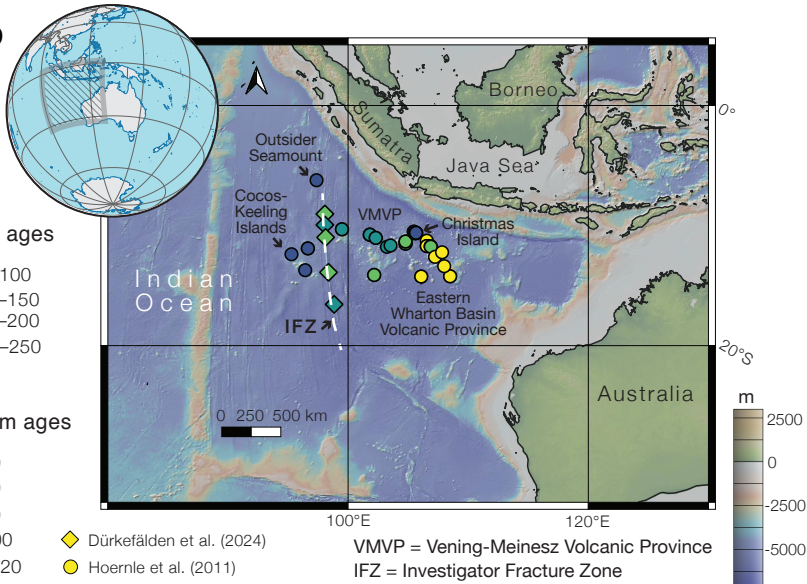 Borneo
0°
Sumatra
Outsider
Seamount
Java Sea
Cocos-
Keeling
Islands
VMVP
Christmas
Island
ages
100
–150
–200
–250
Indian
Ocean
Eastern
Wharton Basin
Volcanic Province
IFZ
20°S
Australia
0 250 500 km
m
2500
0
-2500
-5000
m ages
20
100°E
120°E
Dürkefälden et al. (2024)
Hoernle et al. (2011)
VMVP = Vening-Meinesz Volcanic Province
IFZ = Investigator Fracture Zone